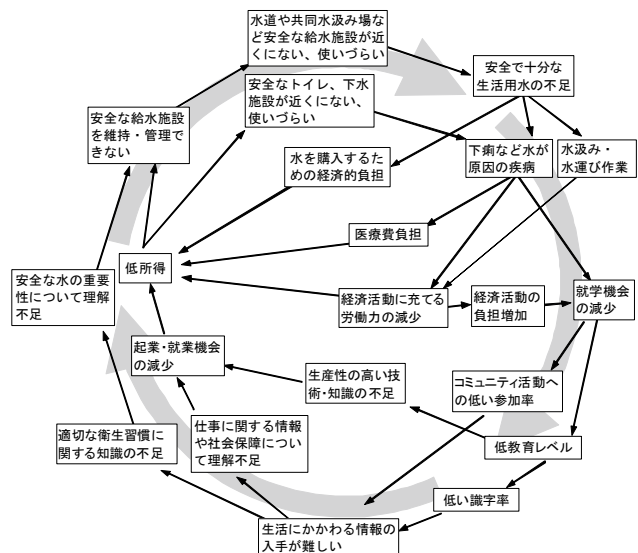 水道や共同水汲み場な
ど安全な給水施設が近
くにない、使いづらい
安全で十分な
生活用水の不足
安全なトイレ、下水
施設が近くにない、
使いづらい
安全な給水施設
を維持・管理で
きない
水を購入するた
めの経済的負担
下痢など水が
原因の疾病
水汲み・
水運び作業
医療費負担
低所得
安全な水の重要
性について理解
不足
経済活動に充てる
労働力の減少
経済活動の
負担増加
就学機会
の減少
起業・就業機会
の減少
生産性の高い技
術・知識の不足
コミュニティ活動へ
の低い参加率
適切な衛生習慣に
関する知識の不足
仕事に関する情報
や社会保障につい
て理解不足
低教育レベル
低い識字率
生活にかかわる情報の
入手が難しい